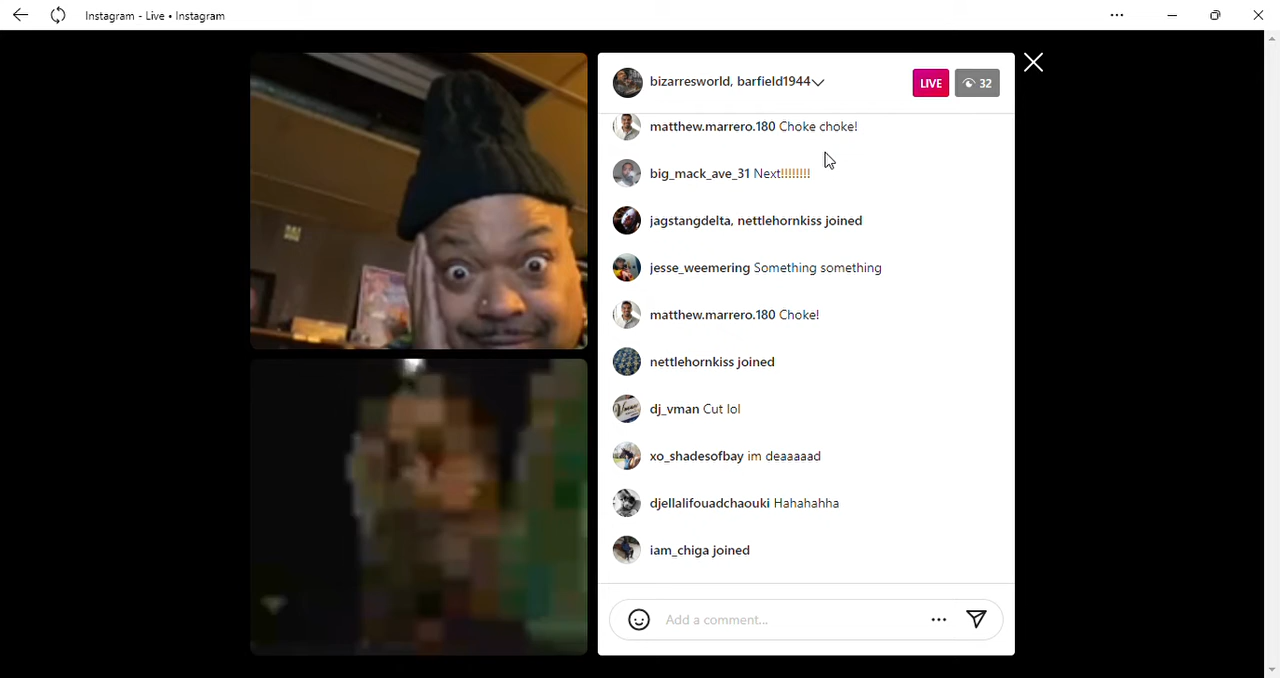 Instagram - Live • Instagram
bizarresworld, barfield1944
LIVE
32
matthew.marrero.180 Choke choke!
big_mack_ave_31 Next!!!!!!!!
jagstangdelta, nettlehornkiss joined
jesse_weemering Something something
matthew.marrero.180 Choke!
nettlehornkiss joined
dj_vman Cut lol
xo_shadesofbay im deaaaaad
djellalifouadchaouki Hahahahha
iam_chiga joined
Add a comment...